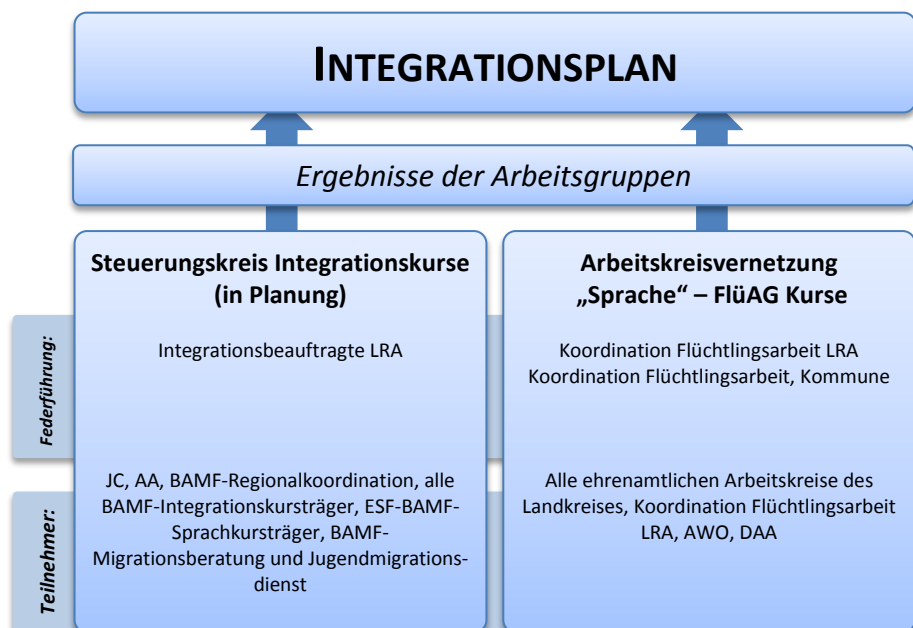 INTEGRATIONSPLAN
Ergebnisse der Arbeitsgruppen
Steuerungskreis Integrationskurse
(in Planung)
Arbeitskreisvernetzung
„Sprache“ – FlüAG Kurse
Federführung:
Integrationsbeauftragte LRA
Koordination Flüchtlingsarbeit LRA
Koordination Flüchtlingsarbeit, Kommune
Teilnehmer:
JC, AA, BAMF-Regionalkoordination, alle
BAMF-Integrationskursträger, ESF-BAMF-
Sprachkursträger, BAMF-
Migrationsberatung und Jugendmigrations-
dienst
Alle ehrenamtlichen Arbeitskreise des
Landkreises, Koordination Flüchtlingsarbeit
LRA, AWO, DAA